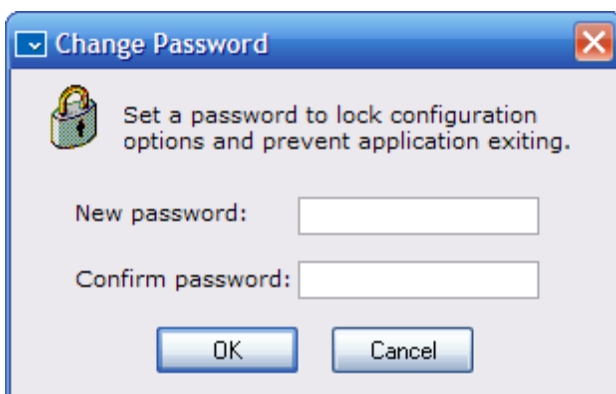 Change Password
Set a password to lock configuration
options and prevent application exiting.
New password:
Confirm password:
OK
Cancel